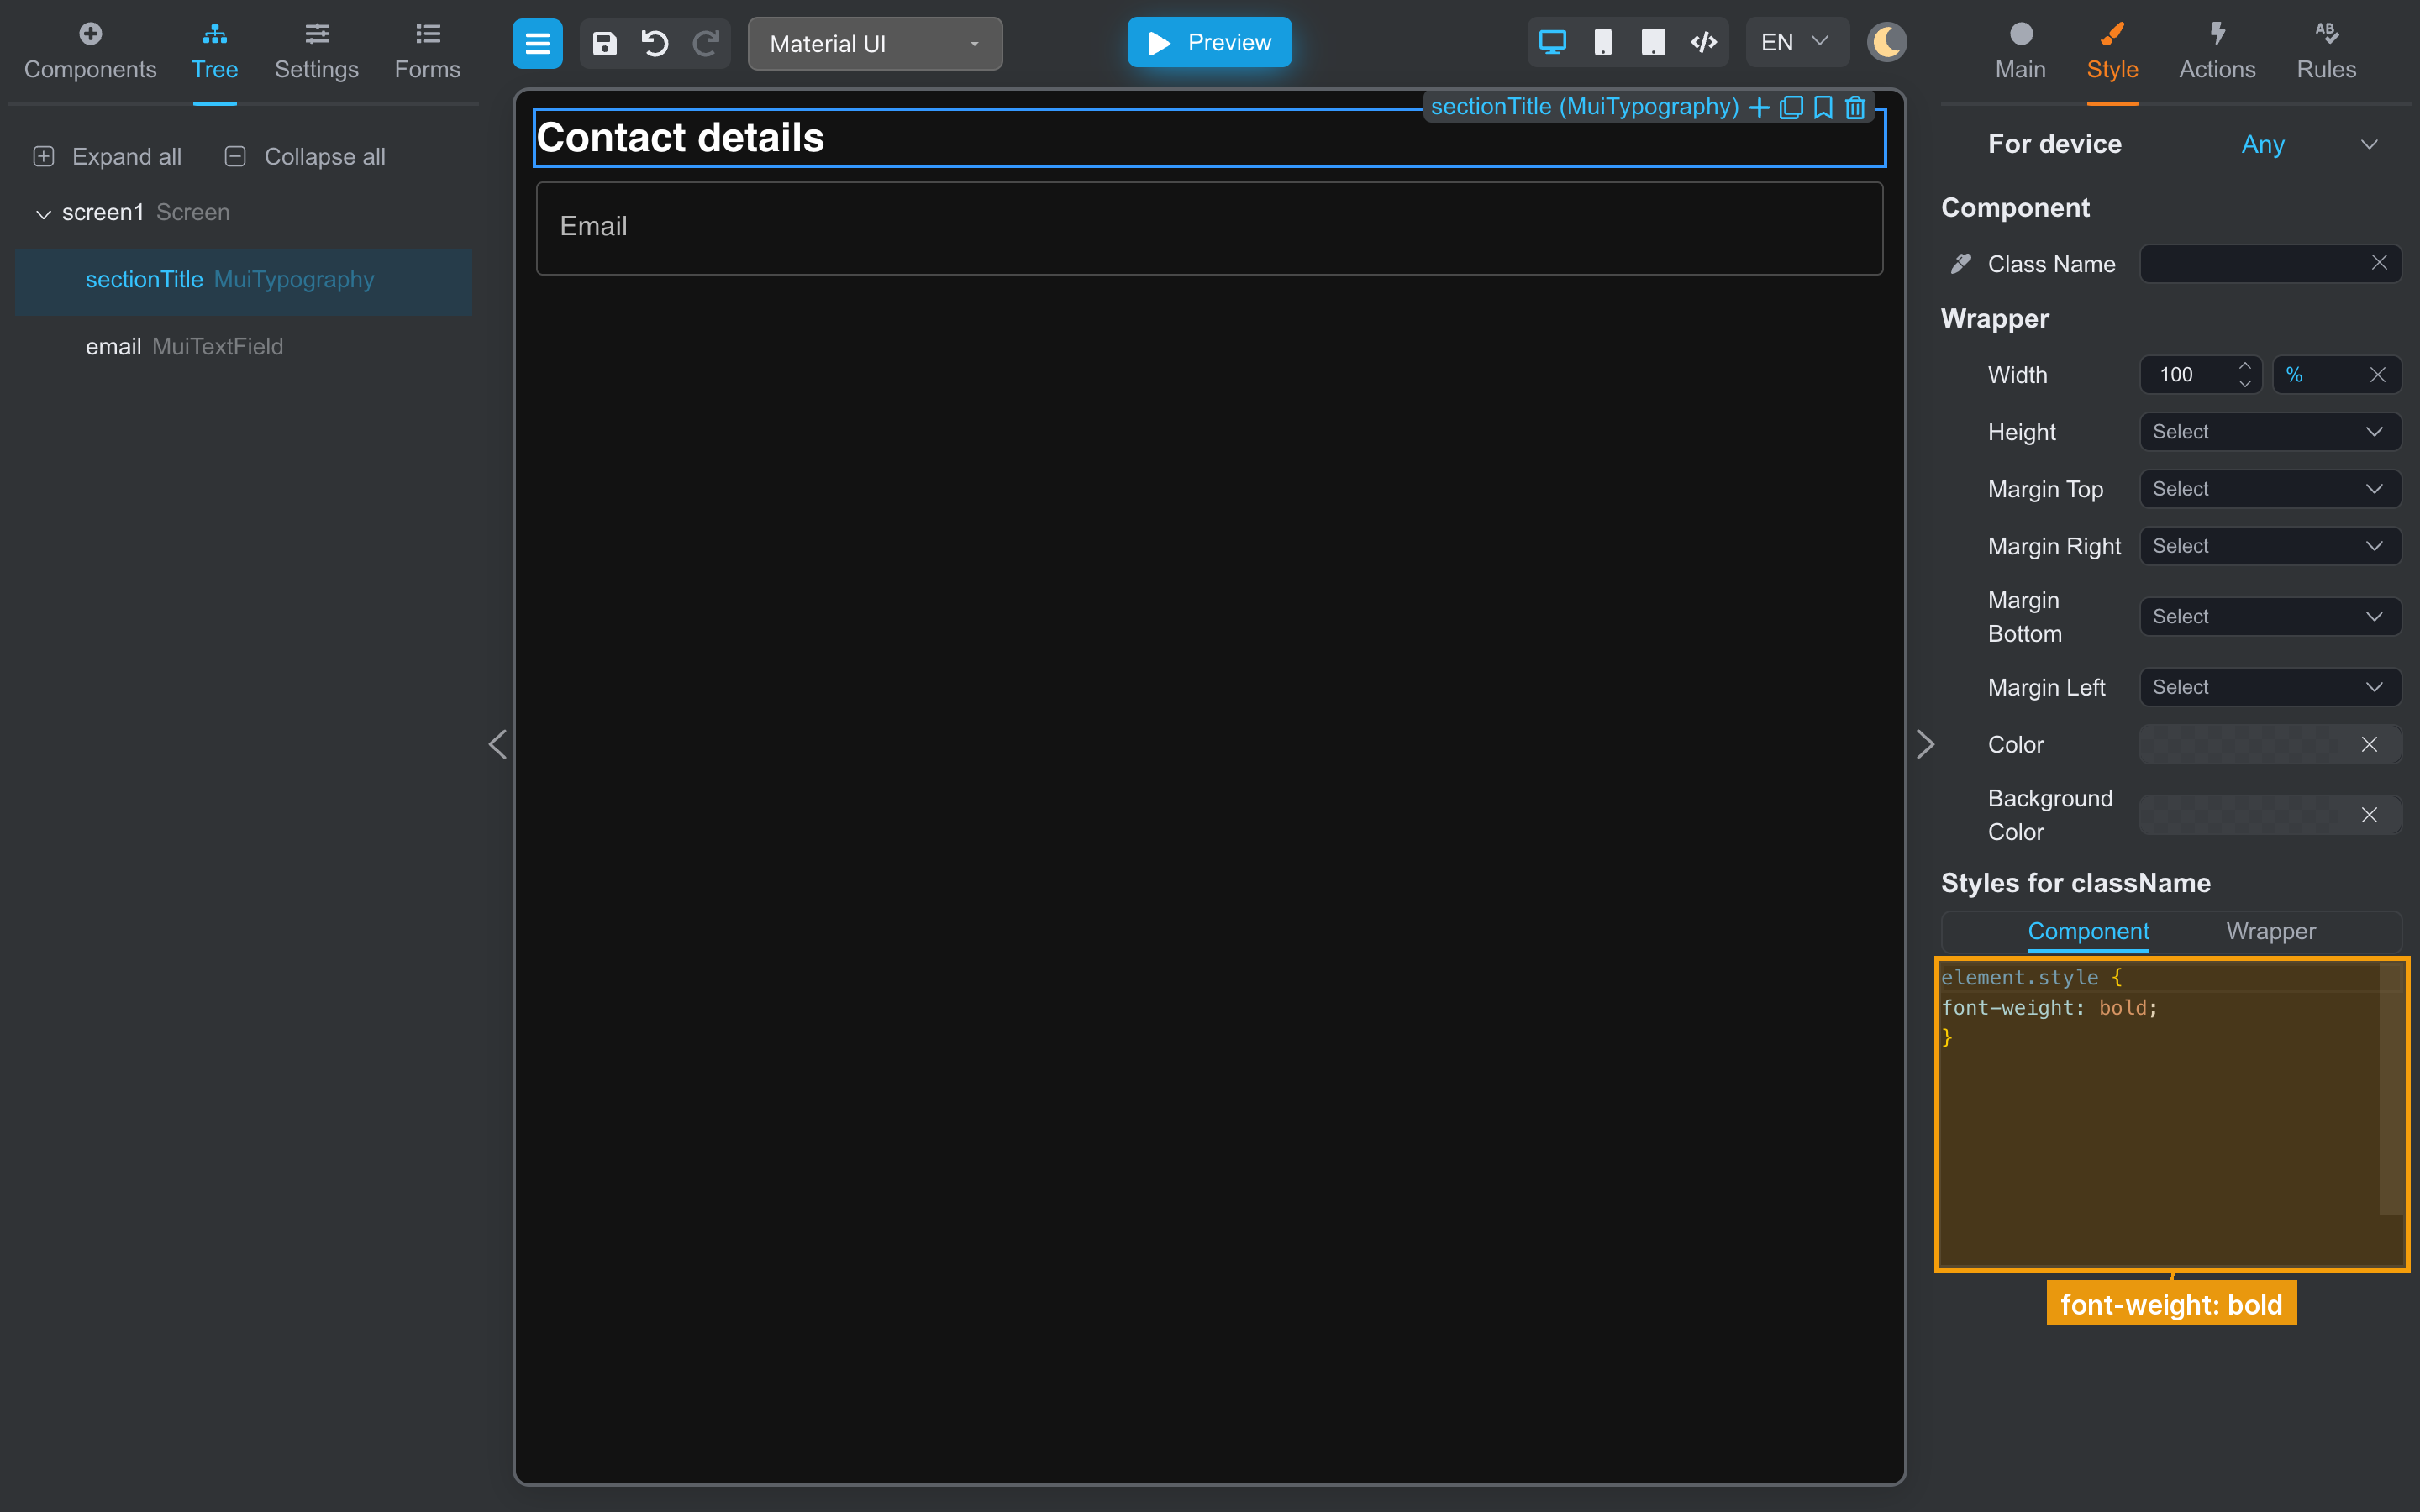 Components
Tree
Settings
Forms
Material UI
Preview
EN
Main
Style
Actions
AB
Rules
Expand all
Collapse all
screen1 Screen
sectionTitle MuiTypography
email MuiTextField
sectionTitle (MuiTypography)
Contact details
Email
For device Any
Component
Class Name
Wrapper
Width 100 %
Height Select
Margin Top Select
Margin Right Select
Margin
Bottom
Select
Margin Left Select
Color
Background
Color
Styles for className
Component Wrapper
element.style {
font-weight: bold;
}
font-weight: bold